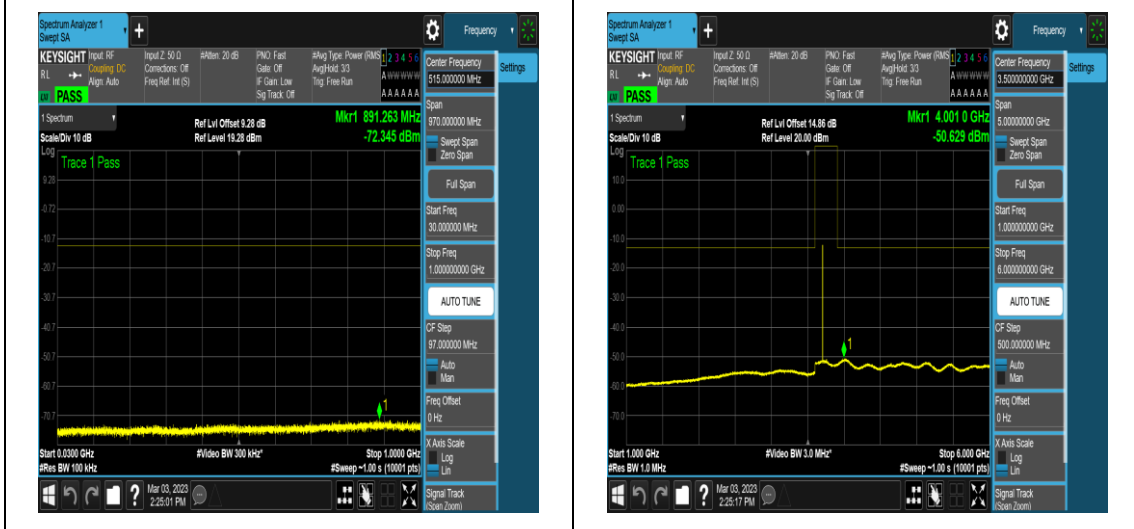 Spectrum Analyzer 1
Swept SA
Frequency
KEYSIGHT
Input: RF
Input Z: 50 Ω
#Atten: 20 dB
PNO: Fast
#Avg Type: Power (RMS
1 2 3 4 5 6
Center Frequency
Settings
RL
Coupling: DC
Corrections: Off
Gate: Off
Avg|Hold: 3/3
A W W W W W
515.000000 MHz
Align: Auto
Freq Ref: Int (S)
IF Gain: Low
Trig: Free Run
Sig Track: Off
A A A A A A
PASS
Span
970.000000 MHz
1 Spectrum
Ref Lvl Offset 9.28 dB
Mkr1 891.263 MHz
Scale/Div 10 dB
Ref Level 19.28 dBm
-72.345 dBm
Swept Span
Zero Span
Log
Trace 1 Pass
9.28
-0.72
-10.7
-20.7
-30.7
-40.7
-50.7
-60.7
-70.7
1
Full Span
Start Freq
30.000000 MHz
Stop Freq
1.000000000 GHz
AUTO TUNE
CF Step
97.000000 MHz
Auto
Man
Freq Offset
0 Hz
X Axis Scale
Log
Lin
Signal Track
(Span Zoom)
Start 0.0300 GHz
#Video BW 300 kHz*
Stop 1.0000 GHz
#Res BW 100 kHz
#Sweep ~1.00 s (10001 pts)
?
Mar 03, 2023
2:25:01 PM
Spectrum Analyzer 1
Swept SA
Frequency
KEYSIGHT
Input: RF
Input Z: 50 Ω
#Atten: 20 dB
PNO: Fast
#Avg Type: Power (RMS
1 2 3 4 5 6
Center Frequency
Settings
RL
Coupling: DC
Corrections: Off
Gate: Off
Avg|Hold: 3/3
A W W W W W
3.500000000 GHz
Align: Auto
Freq Ref: Int (S)
IF Gain: Low
Trig: Free Run
Sig Track: Off
A A A A A A
PASS
Span
5.00000000 GHz
1 Spectrum
Ref Lvl Offset 14.86 dB
Mkr1 4.001 0 GHz
Scale/Div 10 dB
Ref Level 20.00 dBm
-50.629 dBm
Swept Span
Zero Span
Log
Trace 1 Pass
10.0
0.00
-10.0
-20.0
-30.0
-40.0
-50.0
-60.0
-70.0
1
Full Span
Start Freq
1.000000000 GHz
Stop Freq
6.000000000 GHz
AUTO TUNE
CF Step
500.000000 MHz
Auto
Man
Freq Offset
0 Hz
X Axis Scale
Log
Lin
Signal Track
(Span Zoom)
Start 1.000 GHz
#Video BW 3.0 MHz*
Stop 6.000 GHz
#Res BW 1.0 MHz
#Sweep ~1.00 s (10001 pts)
?
Mar 03, 2023
2:25:17 PM